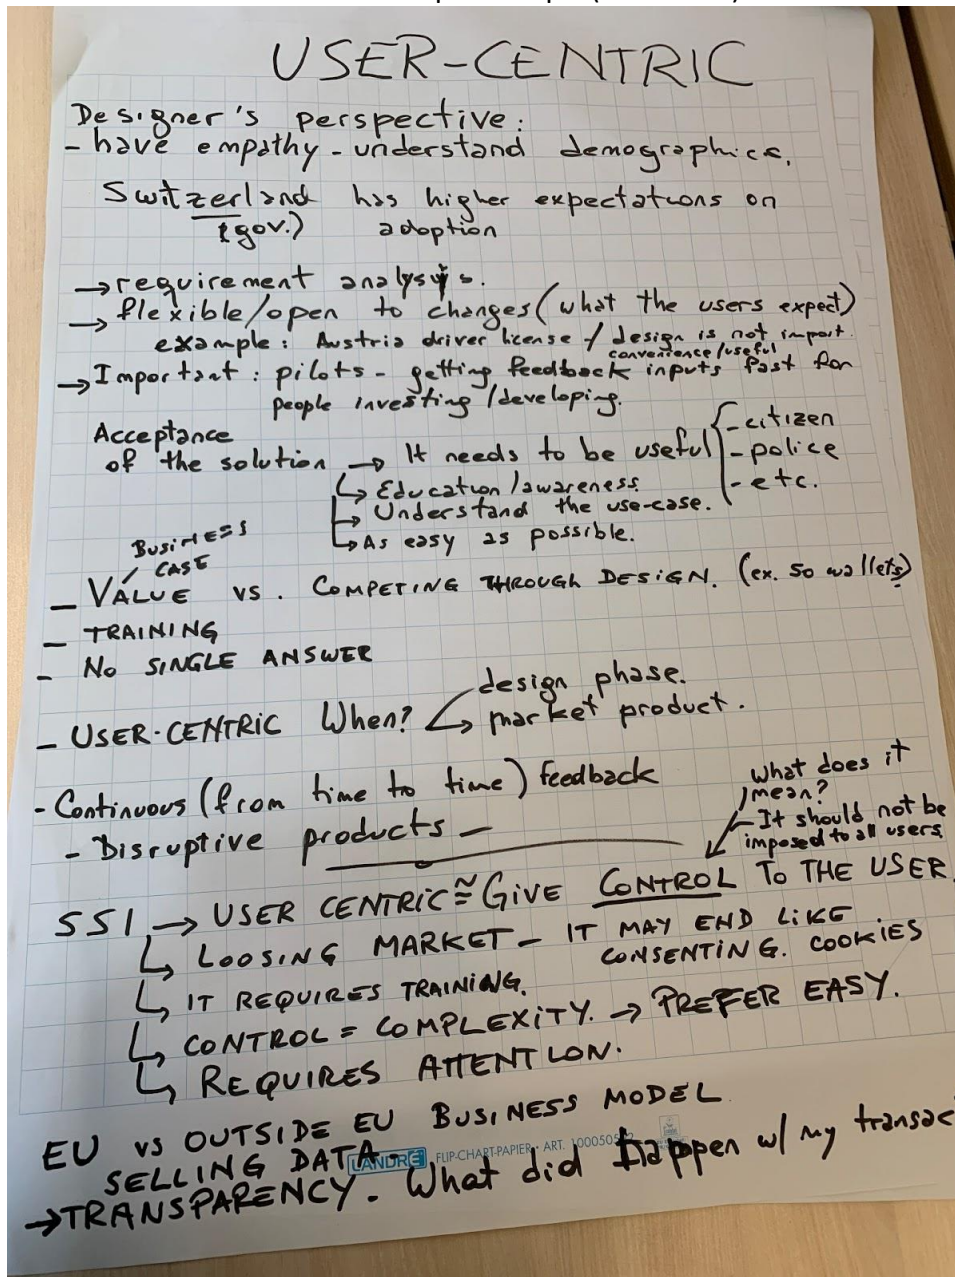 USER-CENTRIC
Designer's perspective:
- have empathy - understand demographics.
Switzerland has higher expectations on
(gov.) adoption
→ requirement analysis.
→ flexible/open to changes (what the users expect)
example: Austria driver license / design is not import.
convenience/useful
→ Important: pilots - getting feedback inputs fast for
people investing/developing.
Acceptance
of the solution → It needs to be useful
- citizen
- police
- etc.
↳ Education/awareness
↳ Understand the use-case.
↳ As easy as possible.
BUSINESS
CASE
- VALUE vs. COMPETING THROUGH DESIGN. (ex. 50 wallets)
- TRAINING
- NO SINGLE ANSWER
- USER-CENTRIC When?
design phase.
market product.
- Continuous (from time to time) feedback
- Disruptive products -
what does it
mean?
- It should not be
imposed to all users
SSI → USER CENTRIC ≅ GIVE CONTROL TO THE USER.
↳ LOOSING MARKET - IT MAY END LIKE
CONSENTING. COOKIES
↳ IT REQUIRES TRAINING.
↳ CONTROL = COMPLEXITY. → PREFER EASY.
↳ REQUIRES ATTENTION.
EU vs OUTSIDE EU BUSINESS MODEL
SELLING DATA -
LANDRÉ FLIP-CHART-PAPIER · ART.
→ TRANSPARENCY. What did happen w/ my transac